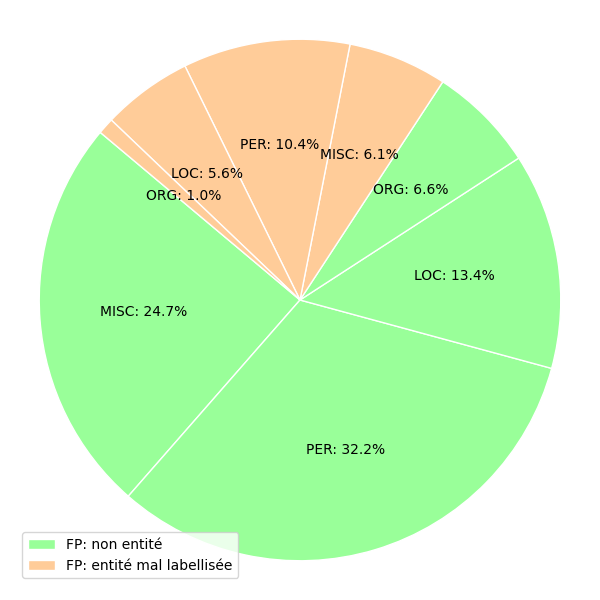 PER: 10.4%
MISC: 6.1%
LOC: 5.6%
ORG: 1.0%
ORG: 6.6%
LOC: 13.4%
MISC: 24.7%
PER: 32.2%
FP: non entité
FP: entité mal labellisée